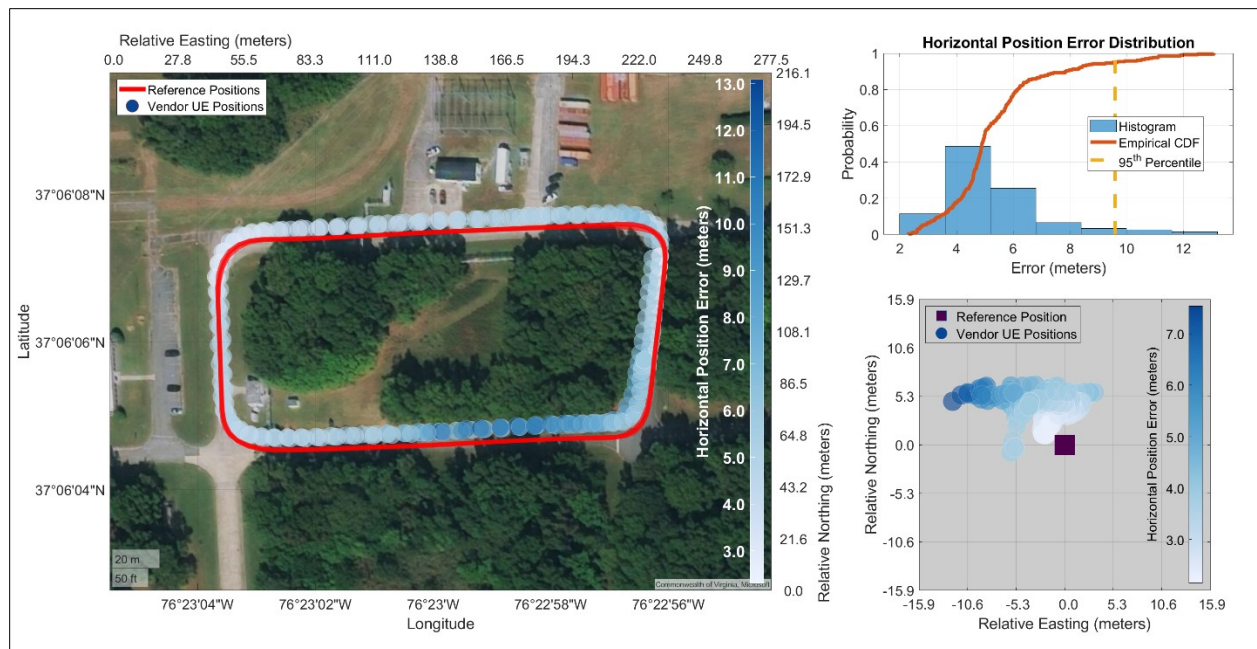 Relative Easting (meters)
0.0 27.8 55.5 83.3 111.0 138.8 166.5 194.3 222.0 249.8 277.5
Reference Positions
Vendor UE Positions
37°06'08"N
37°06'06"N
37°06'04"N
Latitude
20 m
50 ft
76°23'04"W 76°23'02"W 76°23'W 76°22'58"W 76°22'56"W
Longitude
Commonwealth of Virginia, Microsoft
13.0
12.0
11.0
10.0
9.0
8.0
7.0
6.0
5.0
4.0
3.0
Horizontal Position Error (meters)
216.1
194.5
172.9
151.3
129.7
108.1
86.5
64.8
43.2
21.6
0.0
Relative Northing (meters)
Horizontal Position Error Distribution
1
0.8
0.6
0.4
0.2
0
Probability
Histogram
Empirical CDF
95th Percentile
2 4 6 8 10 12
Error (meters)
15.9
10.6
5.3
0.0
-5.3
-10.6
-15.9
Relative Northing (meters)
Reference Position
Vendor UE Positions
7.0
6.0
5.0
4.0
3.0
Horizontal Position Error (meters)
-15.9 -10.6 -5.3 0.0 5.3 10.6 15.9
Relative Easting (meters)